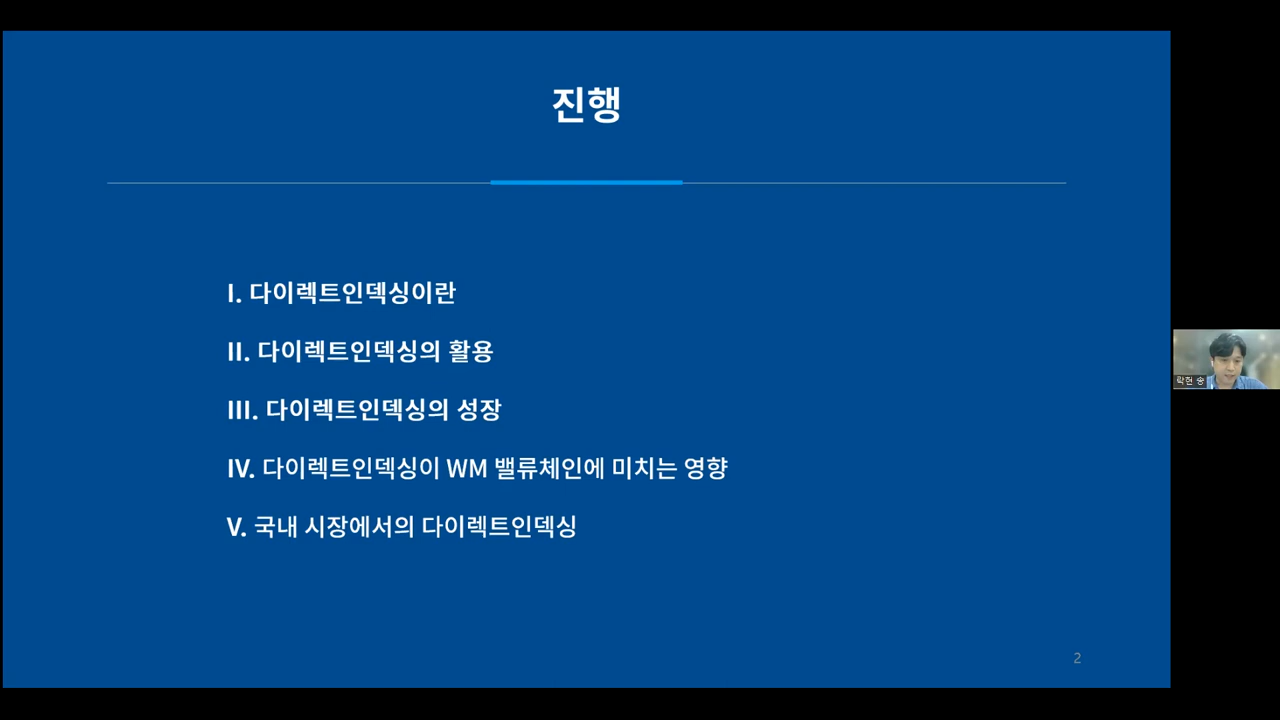 진행
I. 다이렉트인덱싱이란
II. 다이렉트인덱싱의 활용
III. 다이렉트인덱싱의 성장
IV. 다이렉트인덱싱이 WM 밸류체인에 미치는 영향
V. 국내 시장에서의 다이렉트인덱싱
락현 송
2